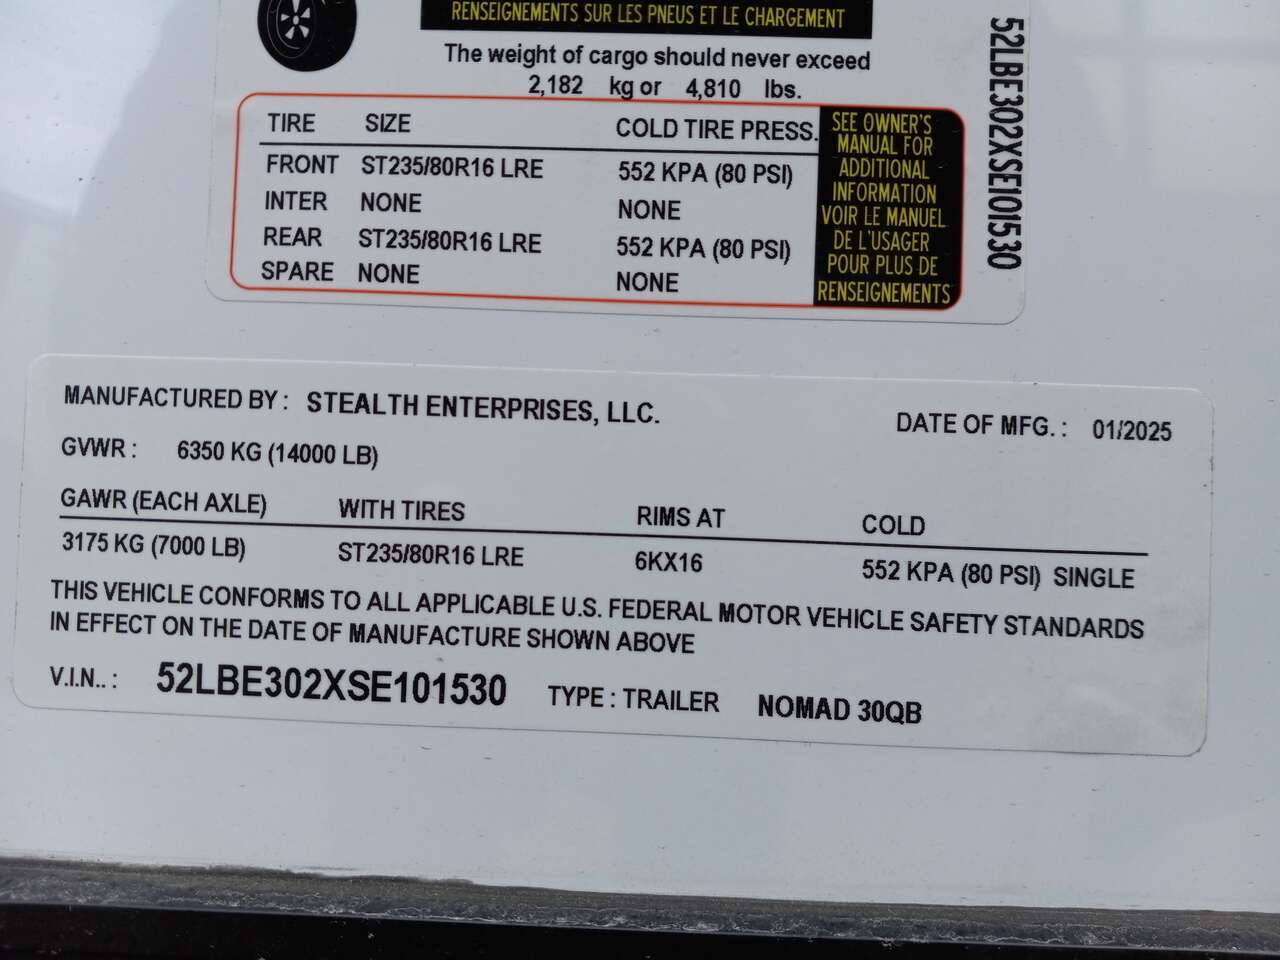 RENSEIGNEMENTS SUR LES PNEUS ET LE CHARGEMENT
The weight of cargo should never exceed
2,182 kg or 4,810 lbs.
TIRE SIZE COLD TIRE PRESS.
FRONT ST235/80R16 LRE 552 KPA (80 PSI)
INTER NONE NONE
REAR ST235/80R16 LRE 552 KPA (80 PSI)
SPARE NONE NONE
SEE OWNER'S
MANUAL FOR
ADDITIONAL
INFORMATION
VOIR LE MANUEL
DE L'USAGER
POUR PLUS DE
RENSEIGNEMENTS
52LBE302XSE101530
MANUFACTURED BY : STEALTH ENTERPRISES, LLC. DATE OF MFG. : 01/2025
GVWR : 6350 KG (14000 LB)
GAWR (EACH AXLE) WITH TIRES RIMS AT COLD
3175 KG (7000 LB) ST235/80R16 LRE 6KX16 552 KPA (80 PSI) SINGLE
THIS VEHICLE CONFORMS TO ALL APPLICABLE U.S. FEDERAL MOTOR VEHICLE SAFETY STANDARDS
IN EFFECT ON THE DATE OF MANUFACTURE SHOWN ABOVE
V.I.N.. : 52LBE302XSE101530 TYPE : TRAILER NOMAD 30QB